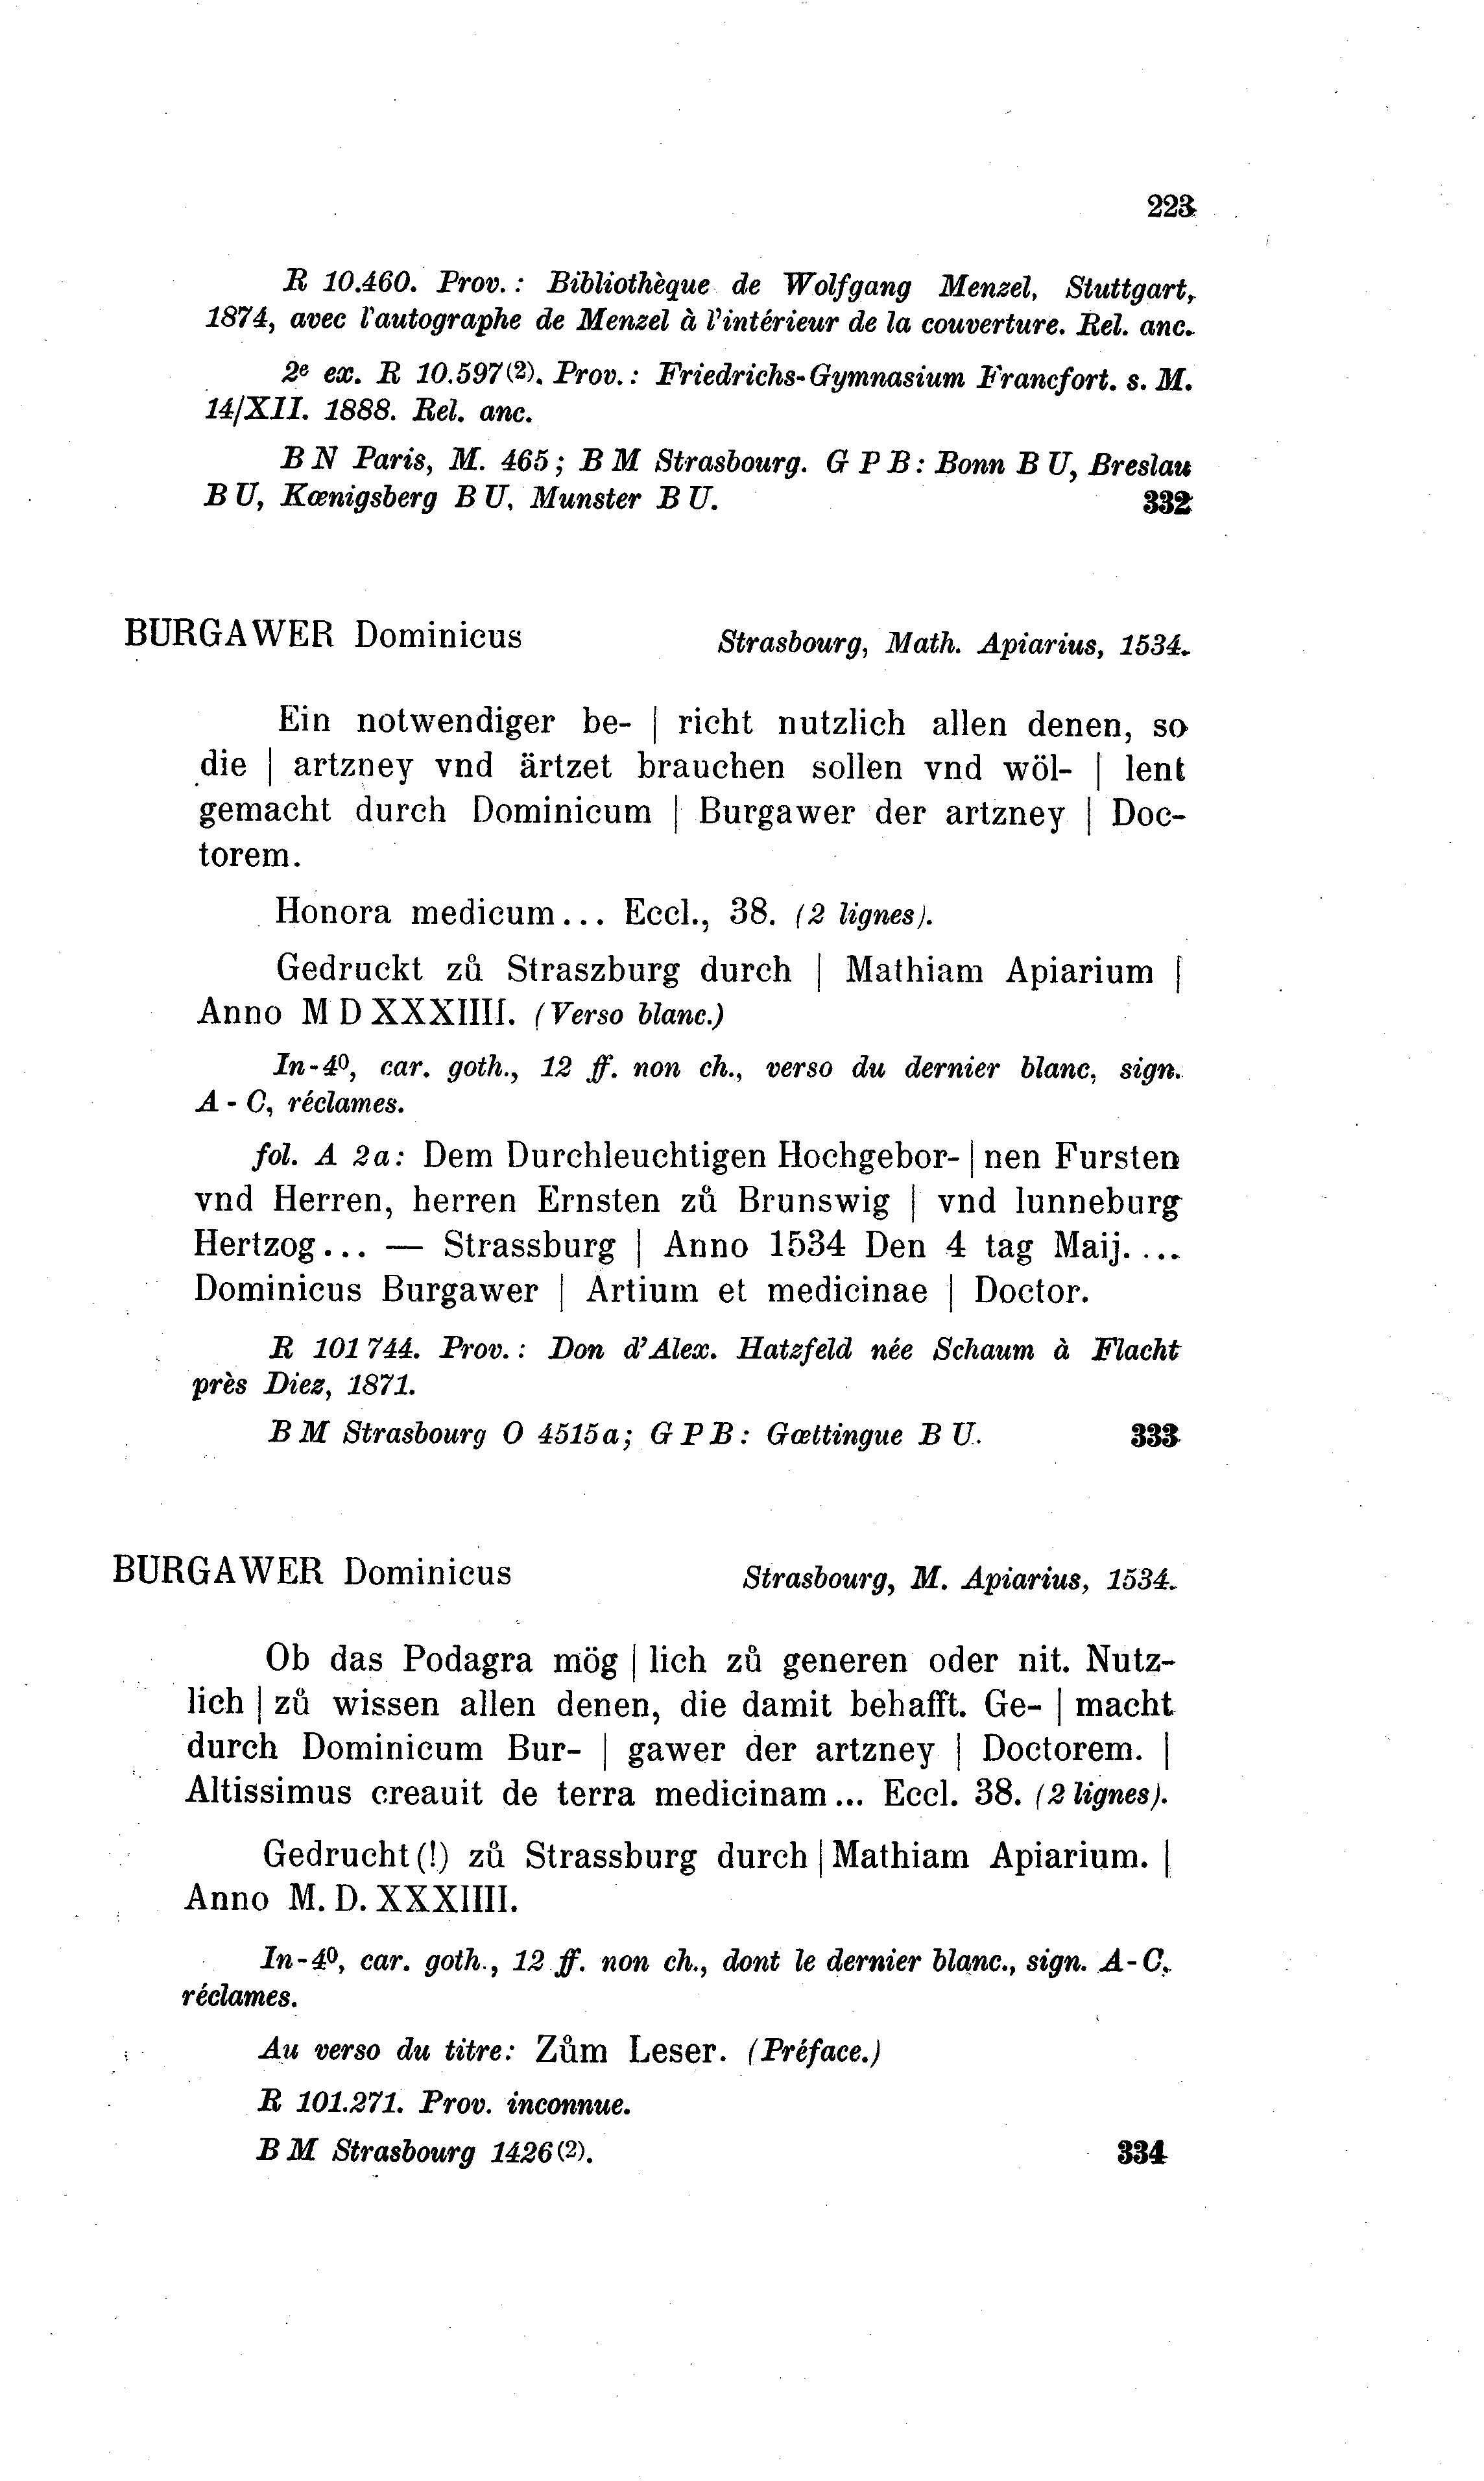 223
R 10.460. Prov.: Bibliothèque de Wolfgang Menzel, Stuttgart,
1874, avec l'autographe de Menzel à l'intérieur de la couverture. Rel. anc.
2e ex. R 10.597(2). Prov.: Friedrichs-Gymnasium Francfort. s. M.
14/XII. 1888. Rel. anc.
B N Paris, M. 465; B M Strasbourg. G P B: Bonn B U, Breslau
B U, Kœnigsberg B U, Munster B U. 332
BURGAWER Dominicus Strasbourg, Math. Apiarius, 1534.
Ein notwendiger be- | richt nutzlich allen denen, so
die | artzney vnd ärtzet brauchen sollen vnd wöl- | lent
gemacht durch Dominicum | Burgawer der artzney | Doc-
torem.
Honora medicum... Eccl., 38. (2 lignes).
Gedruckt zů Straszburg durch | Mathiam Apiarium |
Anno M D XXXIIII. (Verso blanc.)
In-4º, car. goth., 12 ff. non ch., verso du dernier blanc, sign.
A - C, réclames.
fol. A 2a: Dem Durchleuchtigen Hochgebor- | nen Fursten
vnd Herren, herren Ernsten zů Brunswig | vnd lunneburg
Hertzog... — Strassburg | Anno 1534 Den 4 tag Maij....
Dominicus Burgawer | Artium et medicinae | Doctor.
R 101 744. Prov.: Don d'Alex. Hatzfeld née Schaum à Flacht
près Diez, 1871.
B M Strasbourg O 4515a; G P B: Gœttingue B U. 333
BURGAWER Dominicus Strasbourg, M. Apiarius, 1534.
Ob das Podagra mög | lich zů generen oder nit. Nutz-
lich | zů wissen allen denen, die damit behafft. Ge- | macht
durch Dominicum Bur- | gawer der artzney | Doctorem. |
Altissimus creauit de terra medicinam... Eccl. 38. (2 lignes).
Gedrucht (!) zů Strassburg durch | Mathiam Apiarium. |
Anno M. D. XXXIIII.
In-4º, car. goth., 12 ff. non ch., dont le dernier blanc., sign. A-C,
réclames.
Au verso du titre: Zům Leser. (Préface.)
R 101.271. Prov. inconnue.
B M Strasbourg 1426(2). 334